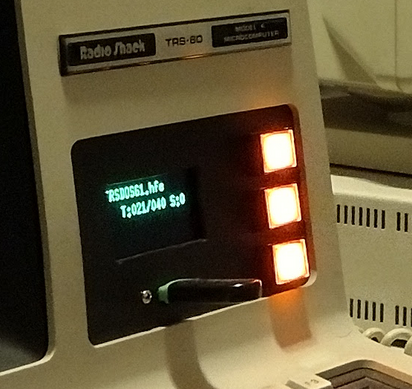 Radio Shack
TRS-80
MODEL 4
MICROCOMPUTER
TRSDOS61.hfe
T:021/040 S:0